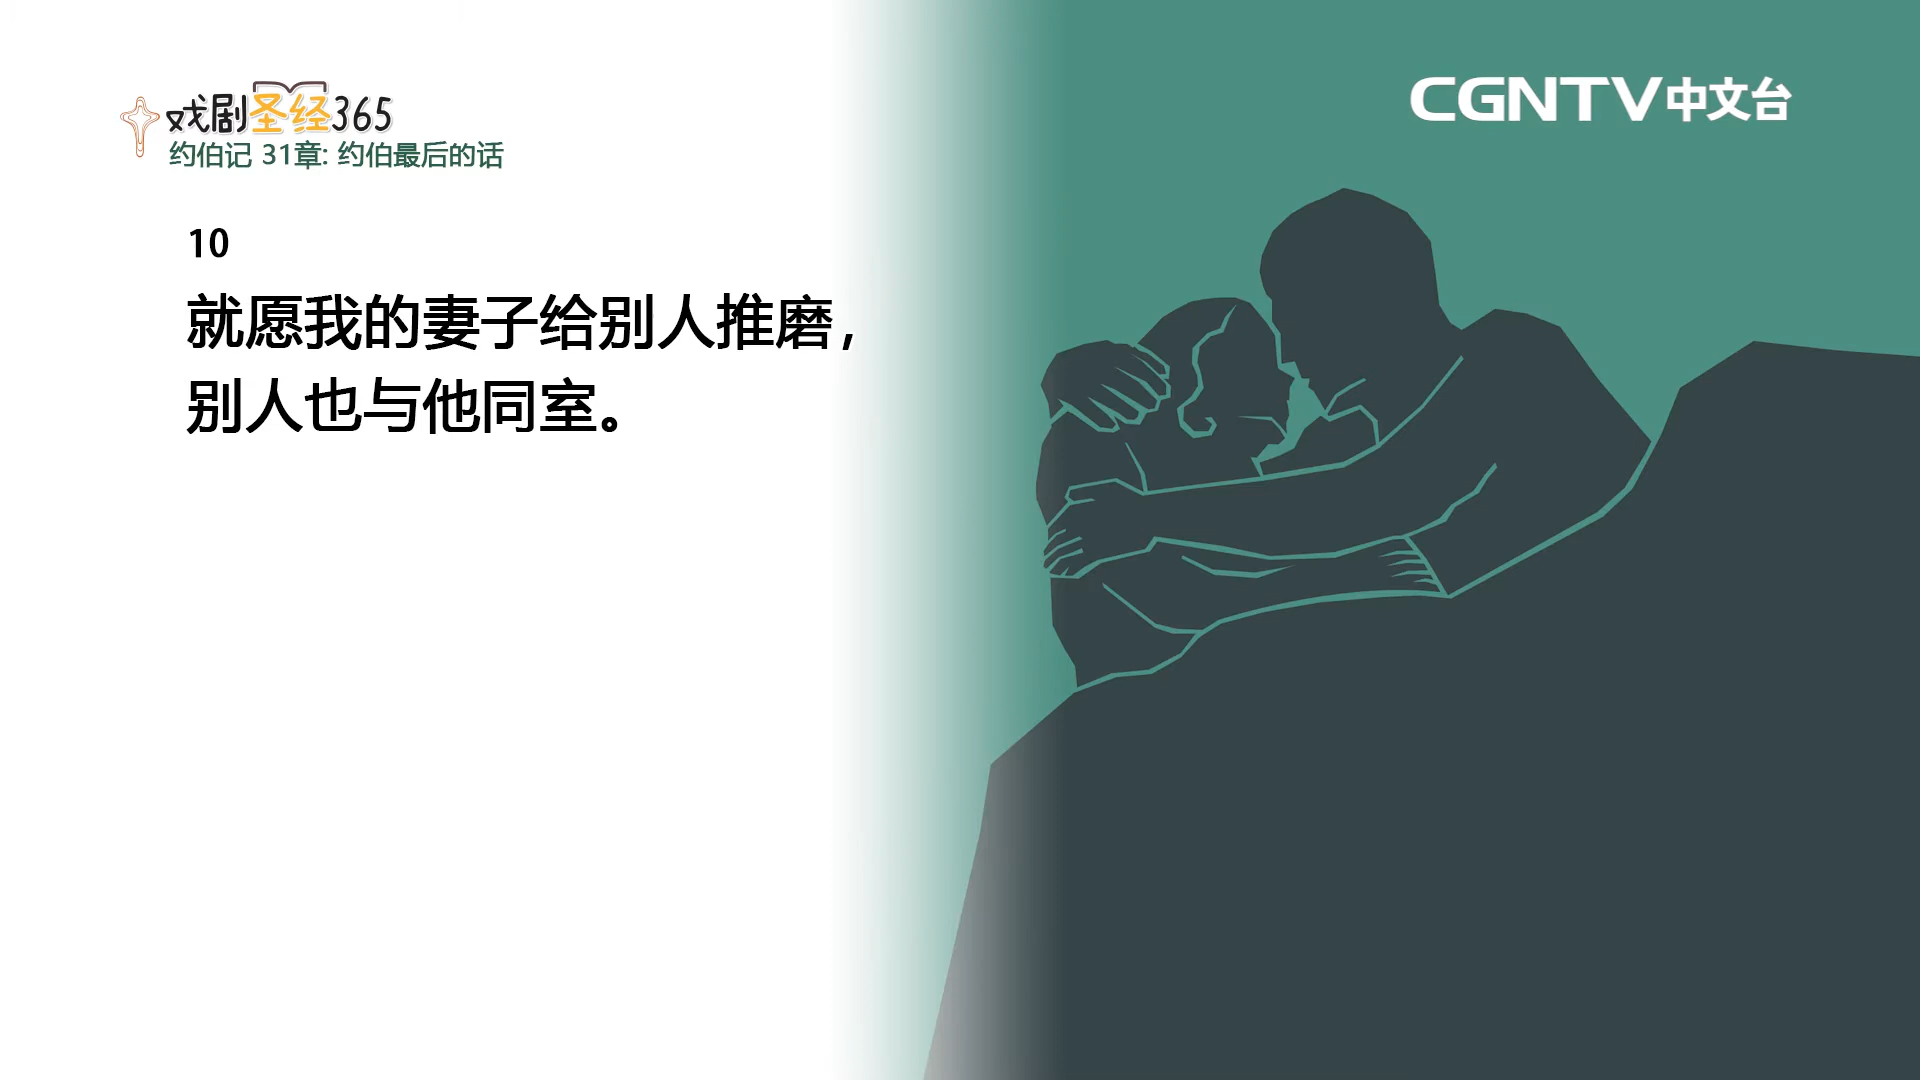 戏剧圣经365
CGNTV中文台
约伯记 31章: 约伯最后的话
10
就愿我的妻子给别人推磨，
别人也与他同室。